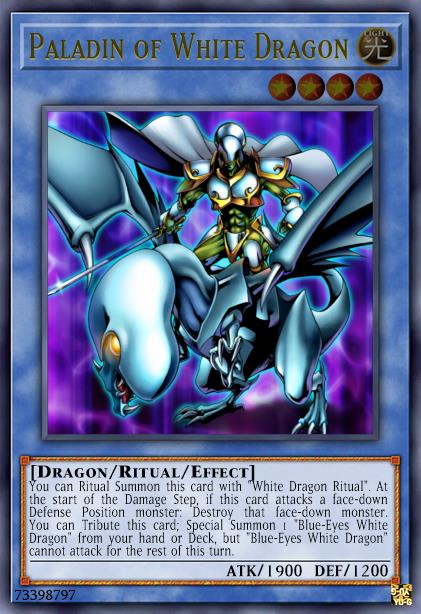 PALADIN OF WHITE DRAGON
LIGHT
光
[DRAGON/RITUAL/EFFECT]
You can Ritual Summon this card with "White Dragon Ritual". At
the start of the Damage Step, if this card attacks a face-down
Defense Position monster: Destroy that face-down monster.
You can Tribute this card; Special Summon 1 "Blue-Eyes White
Dragon" from your hand or Deck, but "Blue-Eyes White Dragon"
cannot attack for the rest of this turn.
ATK/1900 DEF/1200
73398797